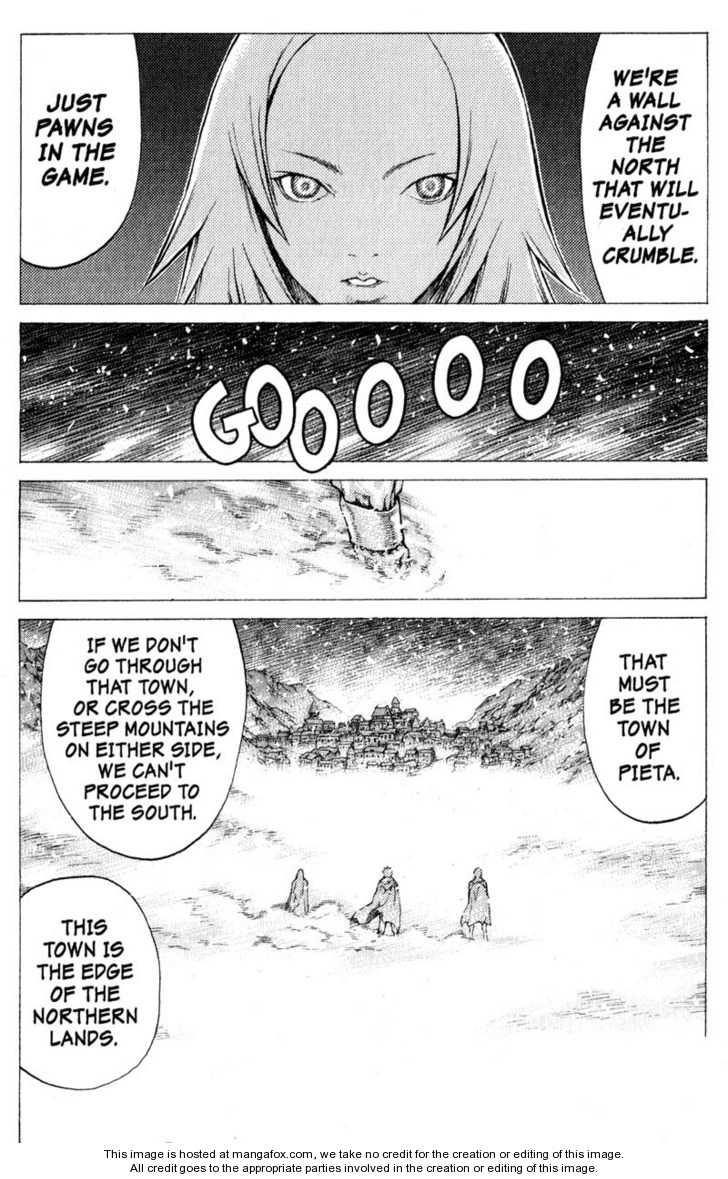 WE'RE
A WALL
AGAINST
THE
NORTH
THAT WILL
EVENTU-
ALLY
CRUMBLE.
JUST
PAWNS
IN THE
GAME.
GOOOOO
THAT
MUST
BE THE
TOWN
OF
PIETA.
IF WE DON'T
GO THROUGH
THAT TOWN,
OR CROSS THE
STEEP MOUNTAINS
ON EITHER SIDE,
WE CAN'T
PROCEED TO
THE SOUTH.
THIS
TOWN IS
THE EDGE
OF THE
NORTHERN
LANDS.
This image is hosted at mangafox.com, we take no credit for the creation or editing of this image.
All credit goes to the appropriate parties involved in the creation or editing of this image.